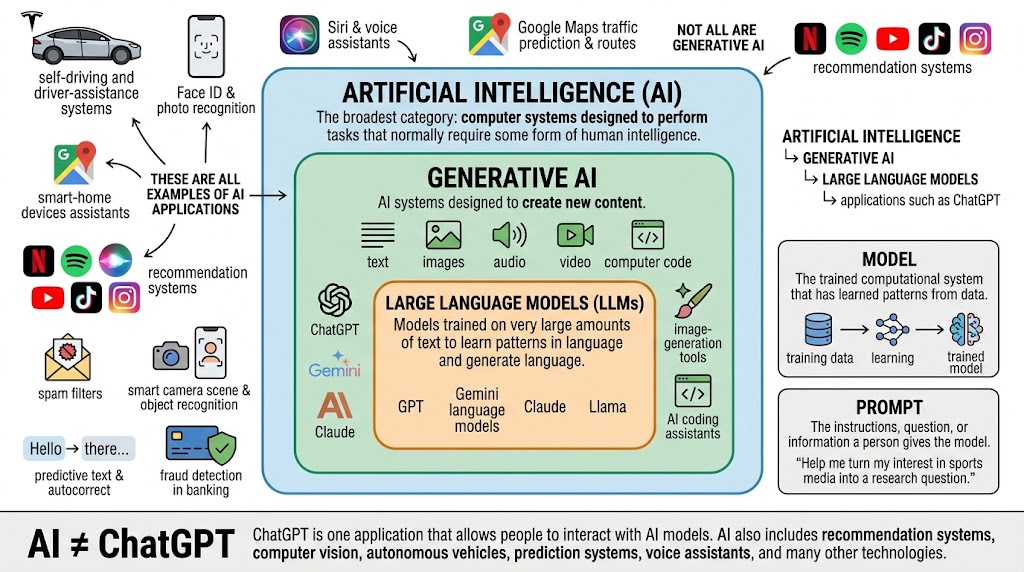 Siri & voice
assistants
Google Maps traffic
prediction & routes
NOT ALL ARE
GENERATIVE AI
recommendation systems
self-driving and
driver-assistance
systems
Face ID &
photo recognition
G
smart-home
devices assistants
THESE ARE ALL
EXAMPLES OF AI
APPLICATIONS
recommendation
systems
spam filters
smart camera scene &
object recognition
Hello → there...
predictive text &
autocorrect
fraud detection
in banking
ARTIFICIAL INTELLIGENCE (AI)
The broadest category: computer systems designed to perform
tasks that normally require some form of human intelligence.
GENERATIVE AI
AI systems designed to create new content.
text
images
audio
video
computer code
ChatGPT
Gemini
Claude
LARGE LANGUAGE MODELS (LLMs)
Models trained on very large amounts
of text to learn patterns in language
and generate language.
GPT
Gemini
language
models
Claude
Llama
image-
generation
tools
AI coding
assistants
ARTIFICIAL INTELLIGENCE
GENERATIVE AI
LARGE LANGUAGE MODELS
applications such as ChatGPT
MODEL
The trained computational system
that has learned patterns from data.
training data
learning
trained
model
PROMPT
The instructions, question, or
information a person gives the model.
“Help me turn my interest in sports
media into a research question.”
AI ≠ ChatGPT
ChatGPT is one application that allows people to interact with AI models. AI also includes recommendation systems,
computer vision, autonomous vehicles, prediction systems, voice assistants, and many other technologies.